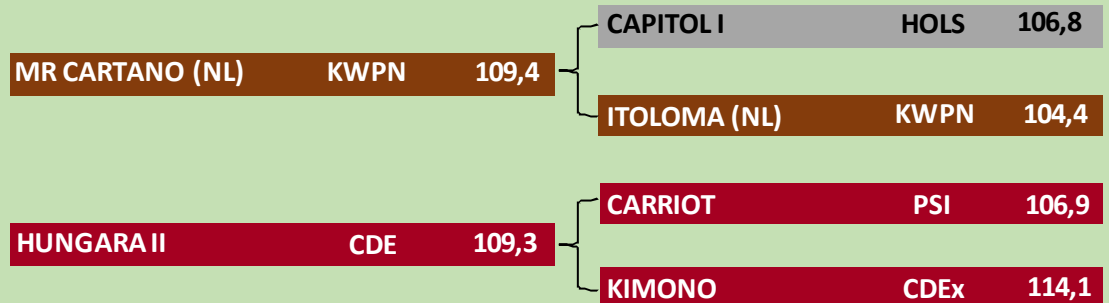 CAPITOL I HOLS 106,8
MR CARTANO (NL) KWPN 109,4
ITOLOMA (NL) KWPN 104,4
CARRIOT PSI 106,9
HUNGARA II CDE 109,3
KIMONO CDEx 114,1